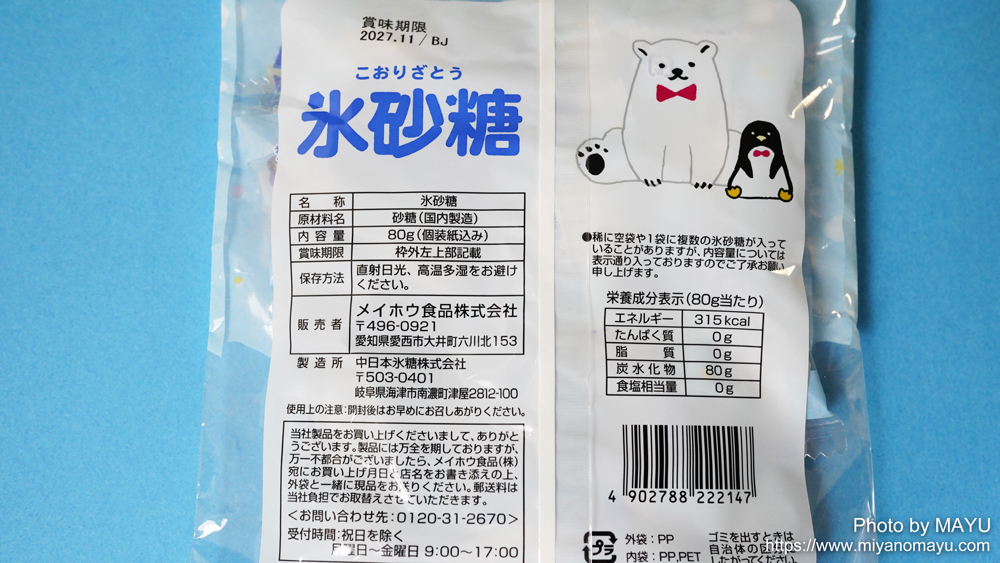 賞味期限
2027.11/BJ
こおりざとう
氷砂糖
名　称　氷砂糖
原材料名　砂糖(国内製造)
内容量　80g(個装紙込み)
賞味期限　枠外左上部記載
保存方法　直射日光、高温多湿をお避け
ください。
販売者　メイホウ食品株式会社
〒496-0921
愛知県愛西市大井町六川北153
製造所　中日本氷糖株式会社
〒503-0401
岐阜県海津市南濃町津屋2812-100
使用上の注意:開封後はお早めにお召しあがりください。
当社製品をお買い上げくださいまして、ありがと
うございます。製品には万全を期しておりますが、
万一不都合がございましたら、メイホウ食品(株)
宛にお買い上げ月日と店名をお書き添えの上、
外袋と一緒に現品をお送りください。郵送料は
当社負担でお取替えさせていただきます。
<お問い合わせ先:0120-31-2670>
受付時間:祝日を除く
月曜日〜金曜日 9:00〜17:00
●稀に空袋や1袋に複数の氷砂糖が入って
いることがありますが、内容量については
表示通り入っておりますのでご了承お願い
申し上げます。
栄養成分表示(80g当たり)
エネルギー　315kcal
たんぱく質　0g
脂　質　0g
炭水化物　80g
食塩相当量　0g
4 902788 222147
プラ
外袋:PP
内袋:PP,PET
ゴミを出すときは
自治体の
Photo by MAYU
https://www.miyanomayu.com/